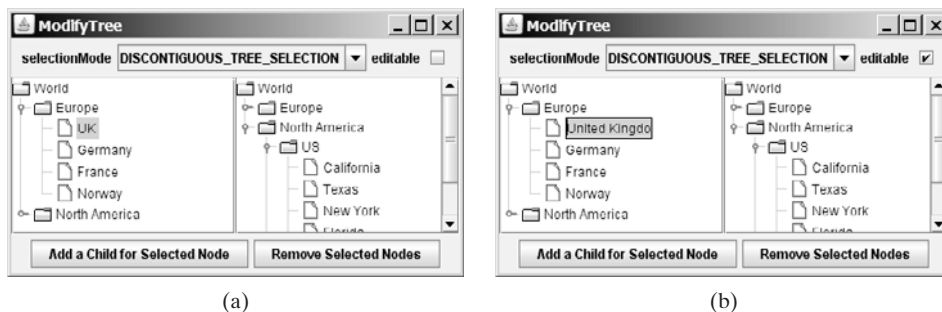 ModifyTree
selectionMode DISCONTIGUOUS_TREE_SELECTION editable
World
Europe
UK
Germany
France
Norway
North America
World
Europe
North America
US
California
Texas
New York
Florida
Add a Child for Selected Node Remove Selected Nodes
(a)
ModifyTree
selectionMode DISCONTIGUOUS_TREE_SELECTION editable
World
Europe
United Kingdo
Germany
France
Norway
North America
World
Europe
North America
US
California
Texas
New York
Florida
Add a Child for Selected Node Remove Selected Nodes
(b)